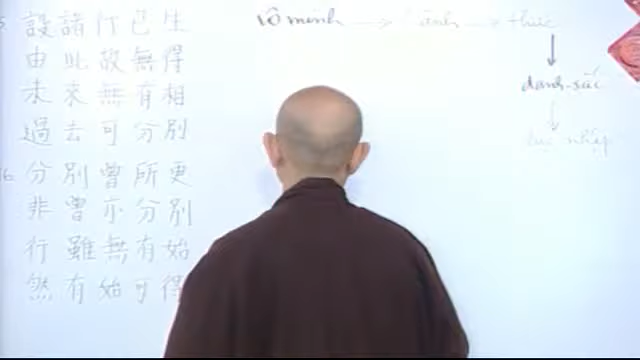 設諸行已生
由此故無得
未來無有相
過去可分別
6 分別曾所更
非曾亦分別
行雖無有始
然有始可得
vô minh → hành → thức
↓
danh-sắc
↓
lục nhập